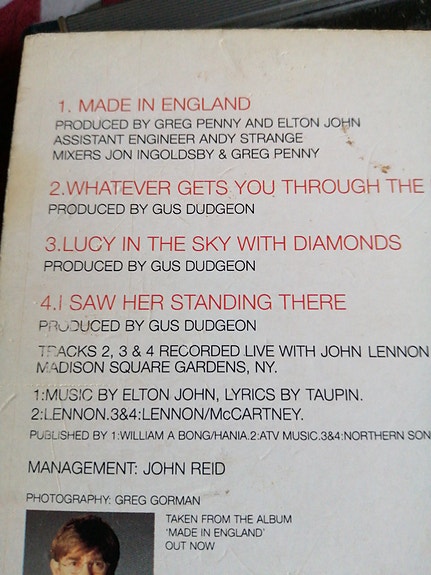 1. MADE IN ENGLAND
PRODUCED BY GREG PENNY AND ELTON JOHN
ASSISTANT ENGINEER ANDY STRANGE
MIXERS JON INGOLDSBY & GREG PENNY
2.WHATEVER GETS YOU THROUGH THE
PRODUCED BY GUS DUDGEON
3.LUCY IN THE SKY WITH DIAMONDS
PRODUCED BY GUS DUDGEON
4.I SAW HER STANDING THERE
PRODUCED BY GUS DUDGEON
TRACKS 2, 3 & 4 RECORDED LIVE WITH JOHN LENNON
MADISON SQUARE GARDENS, NY.
1:MUSIC BY ELTON JOHN, LYRICS BY TAUPIN.
2:LENNON.3&4:LENNON/McCARTNEY.
PUBLISHED BY 1:WILLIAM A BONG/HANIA.2:ATV MUSIC.3&4:NORTHERN SON
MANAGEMENT: JOHN REID
PHOTOGRAPHY: GREG GORMAN
TAKEN FROM THE ALBUM
'MADE IN ENGLAND'
OUT NOW